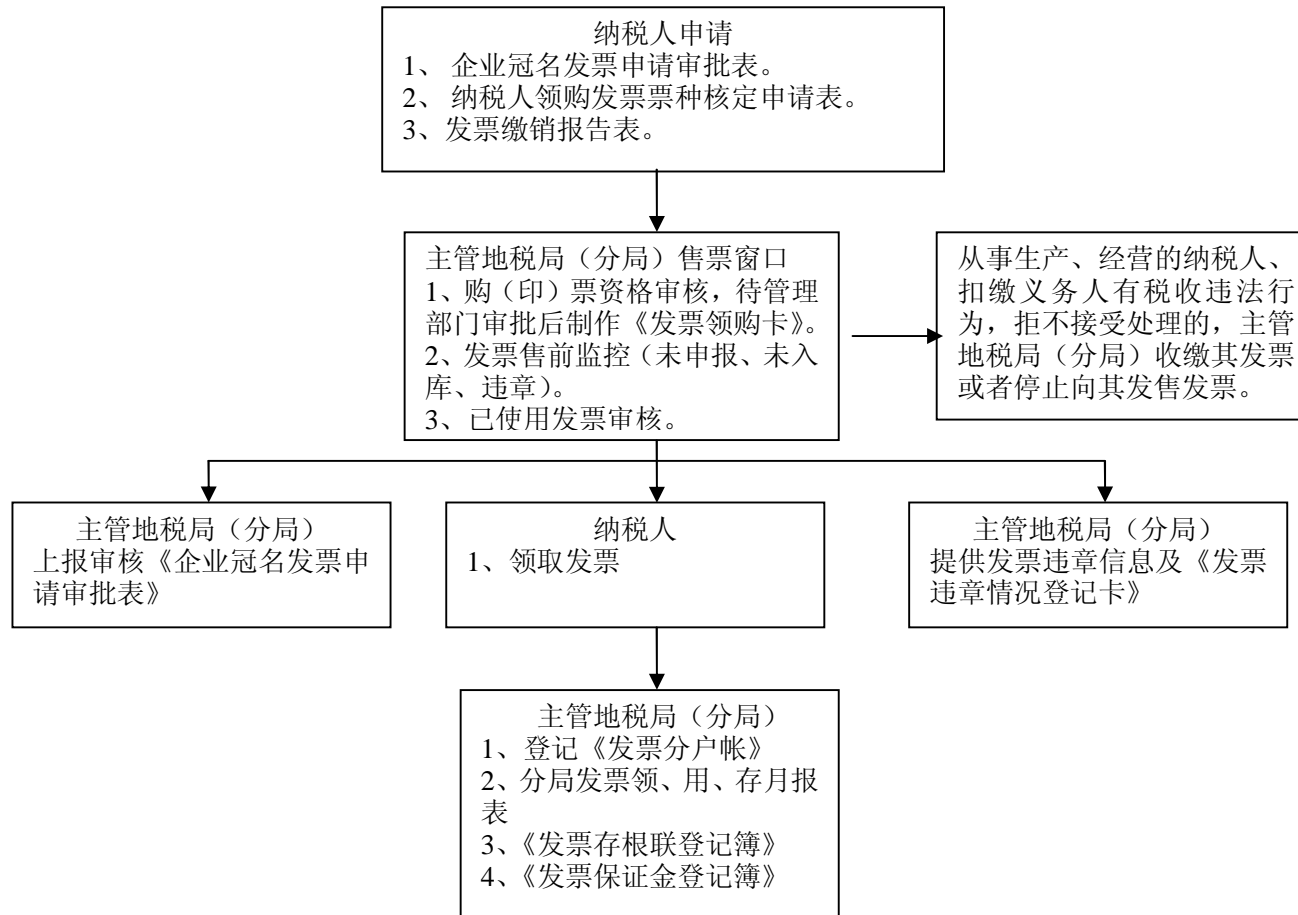 纳税人申请
1、 企业冠名发票申请审批表。
2、 纳税人领购发票票种核定申请表。
3、发票缴销报告表。
主管地税局（分局）售票窗口
1、购（印）票资格审核，待管理
部门审批后制作《发票领购卡》。
2、发票售前监控（未申报、未入
库、违章）。
3、已使用发票审核。
从事生产、经营的纳税人、
扣缴义务人有税收违法行
为，拒不接受处理的，主管
地税局（分局）收缴其发票
或者停止向其发售发票。
主管地税局（分局）
上报审核《企业冠名发票申
请审批表》
纳税人
1、领取发票
主管地税局（分局）
提供发票违章信息及《发票
违章情况登记卡》
主管地税局（分局）
1、登记《发票分户帐》
2、分局发票领、用、存月报
表
3、《发票存根联登记簿》
4、《发票保证金登记簿》